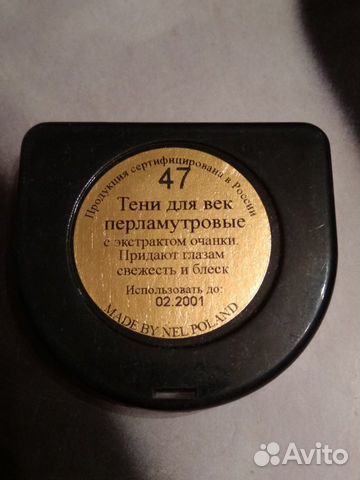 Продукция сертифицирована в России
47
Тени для век
перламутровые
с экстрактом очанки.
Придают глазам
свежесть и блеск
Использовать до:
02.2001
MADE BY NEL POLAND
Avito